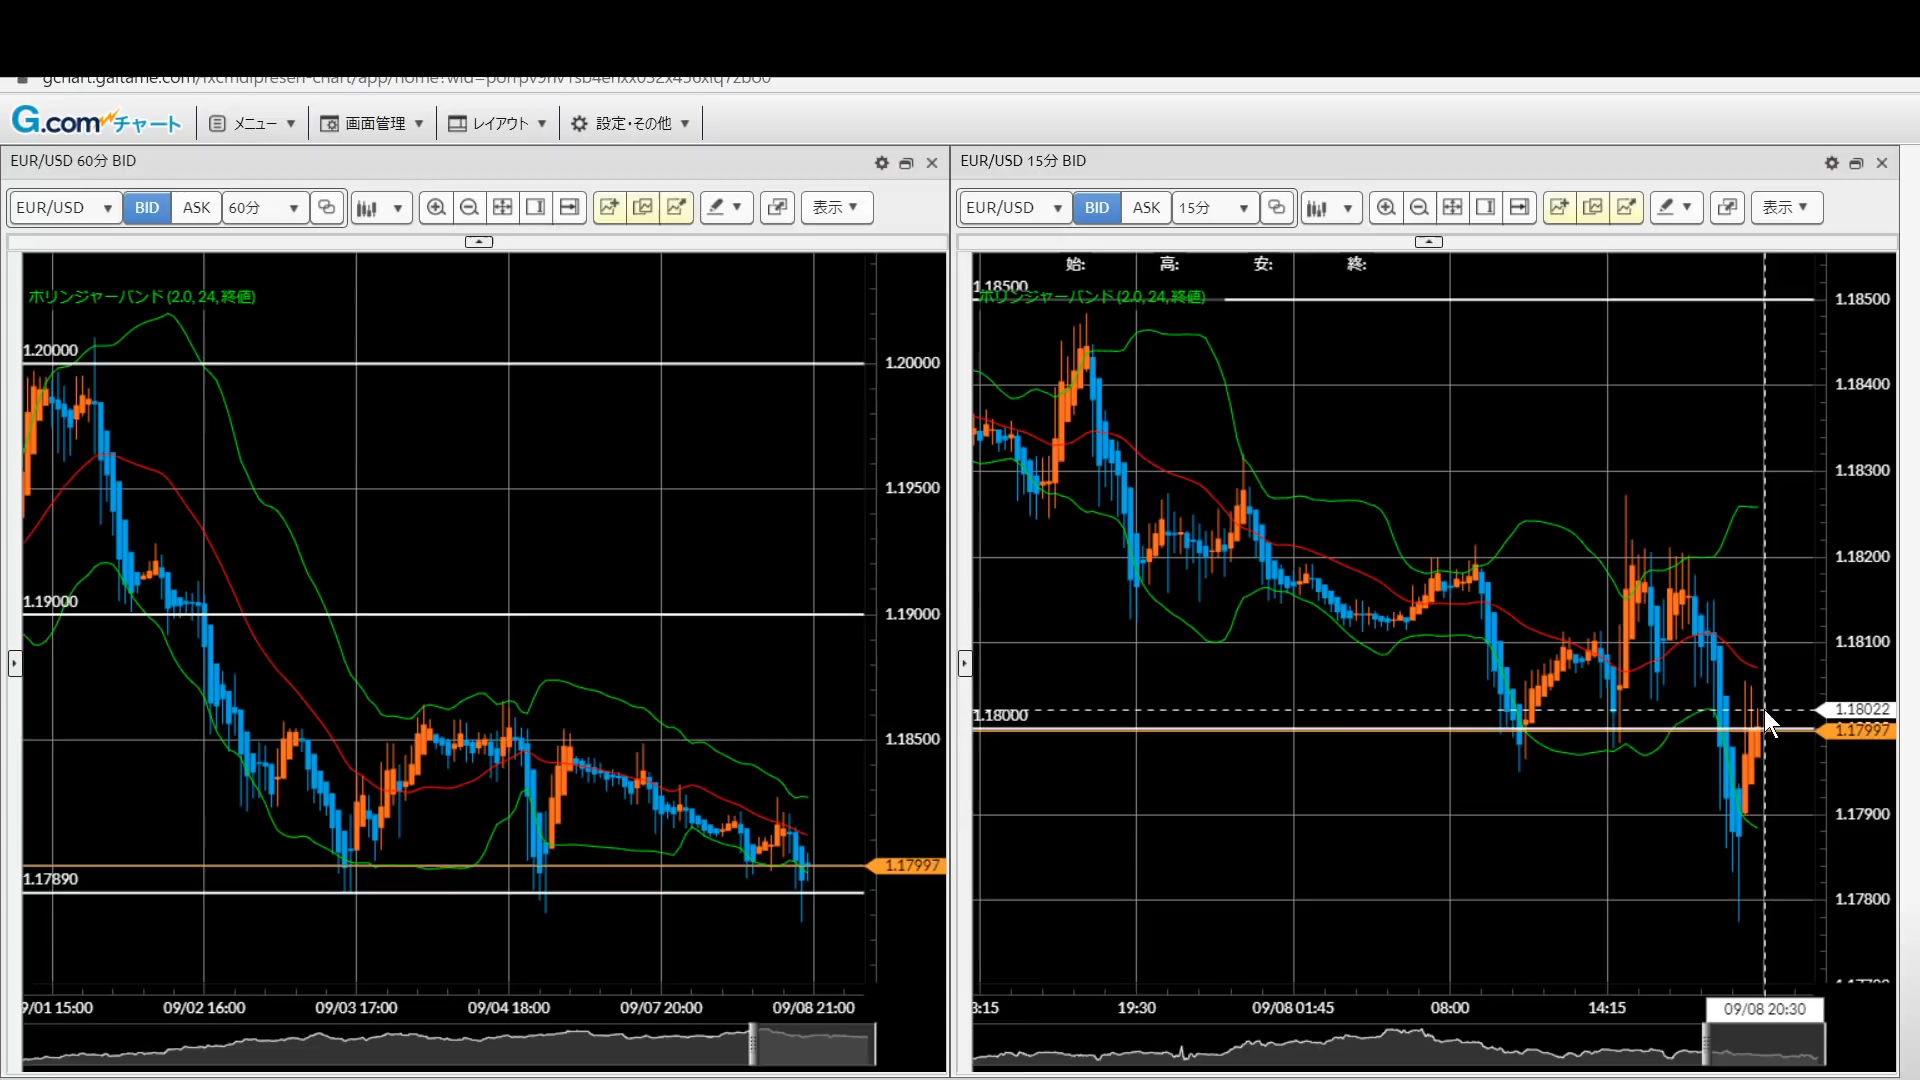 G.comチャート
メニュー
画面管理
レイアウト
設定・その他
EUR/USD 60分 BID
EUR/USD
BID
ASK
60分
表示
ボリンジャーバンド (2.0, 24, 終値)
1.20000
1.19000
1.17890
1.20000
1.19500
1.19000
1.18500
1.17997
09/02 16:00
09/03 17:00
09/04 18:00
09/07 20:00
09/08 21:00
EUR/USD 15分 BID
EUR/USD
BID
ASK
15分
表示
始:
高:
安:
終:
1.18500
ボリンジャーバンド (2.0, 24, 終値)
1.18000
1.18500
1.18400
1.18300
1.18200
1.18100
1.18022
1.17997
1.17900
1.17800
19:30
09/08 01:45
08:00
14:15
09/08 20:30